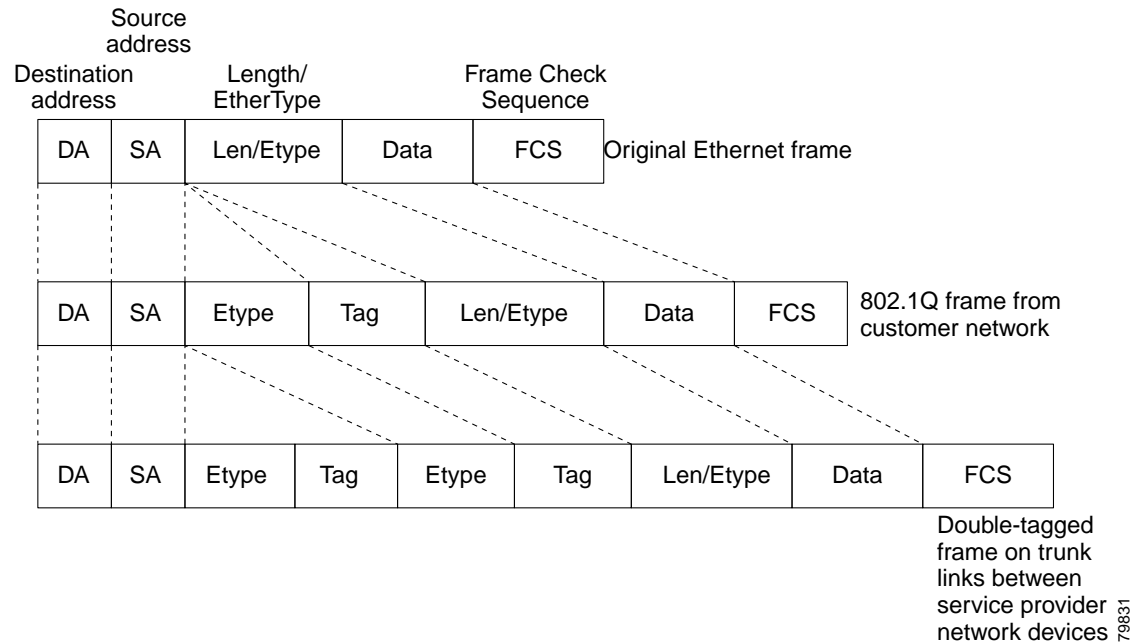 Source
address
Destination
address
Length/
EtherType
Frame Check
Sequence
DA SA Len/Etype Data FCS Original Ethernet frame
DA SA Etype Tag Len/Etype Data FCS 802.1Q frame from
customer network
DA SA Etype Tag Etype Tag Len/Etype Data FCS
Double-tagged
frame on trunk
links between
service provider
network devices
79831